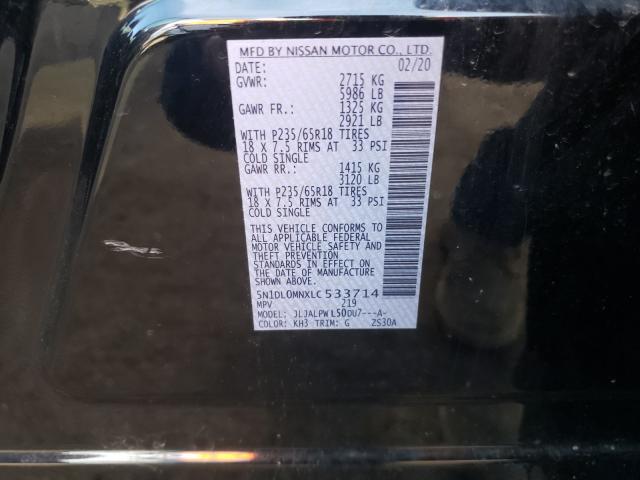 MFD BY NISSAN MOTOR CO., LTD.
DATE: 02/20
GVWR: 2715 KG
5986 LB
GAWR FR.: 1325 KG
2921 LB
WITH P235/65R18 TIRES
18 X 7.5 RIMS AT 33 PSI
COLD SINGLE
GAWR RR.: 1415 KG
3120 LB
WITH P235/65R18 TIRES
18 X 7.5 RIMS AT 33 PSI
COLD SINGLE
THIS VEHICLE CONFORMS TO
ALL APPLICABLE FEDERAL
MOTOR VEHICLE SAFETY AND
THEFT PREVENTION
STANDARDS IN EFFECT ON
THE DATE OF MANUFACTURE
SHOWN ABOVE.
5N1DL0MNXLC533714
MPV 219
MODEL: JLJALPWL50DU7---A-
COLOR: KH3 TRIM: G 2S30A